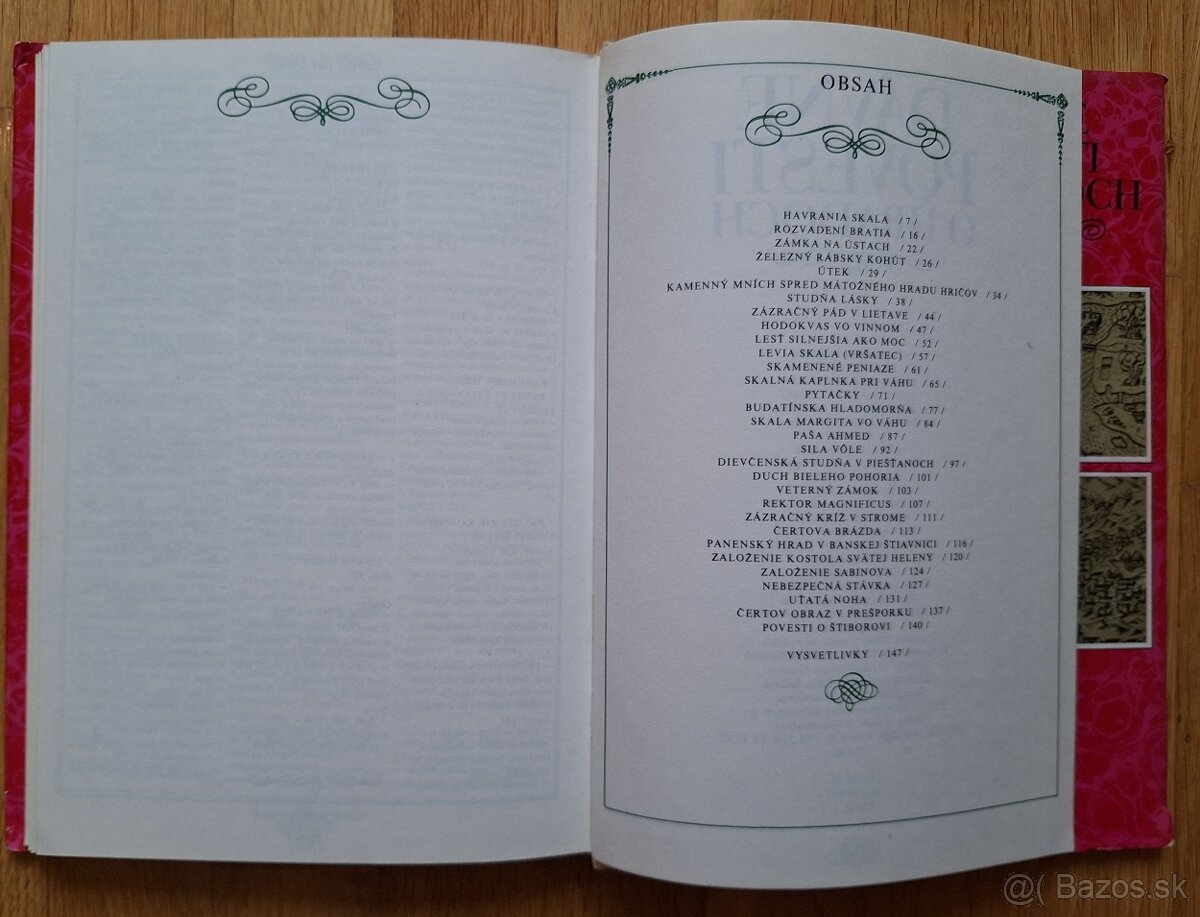 OBSAH
HAVRANIA SKALA / 7 /
ROZVADENÍ BRATIA / 16 /
ZÁMKA NA ÚSTACH / 22 /
ŽELEZNÝ RÁBSKY KOHÚT / 26 /
ÚTEK / 29 /
KAMENNÝ MNÍCH SPRED MÁTOŽNÉHO HRADU HRIČOV / 34 /
STUDŇA LÁSKY / 38 /
ZÁZRAČNÝ PÁD V LIETAVE / 44 /
HODOKVAS VO VINNOM / 47 /
LESŤ SILNEJŠIA AKO MOC / 52 /
LEVIA SKALA (VRŠATEC) / 57 /
SKAMENENÉ PENIAZE / 61 /
SKALNÁ KAPLNKA PRI VÁHU / 65 /
PYTAČKY / 71 /
BUDATÍNSKA HLADOMORŇA / 77 /
SKALA MARGITA VO VÁHU / 84 /
PAŠA AHMED / 87 /
SILA VÔLE / 92 /
DIEVČENSKÁ STUDŇA V PIEŠŤANOCH / 97 /
DUCH BIELEHO POHORIA / 101 /
VETERNÝ ZÁMOK / 103 /
REKTOR MAGNIFICUS / 107 /
ZÁZRAČNÝ KRÍŽ V STROME / 111 /
ČERTOVA BRÁZDA / 113 /
PANENSKÝ HRAD V BANSKEJ ŠTIAVNICI / 116 /
ZALOŽENIE KOSTOLA SVÄTEJ HELENY / 120 /
ZALOŽENIE SABINOVA / 124 /
NEBEZPEČNÁ STÁVKA / 127 /
UŤATÁ NOHA / 131 /
ČERTOV OBRAZ V PREŠPORKU / 137 /
POVESTI O ŠTIBOROVI / 140 /
VYSVETLIVKY / 147 /
E
TI
OCH
@( Bazos.sk